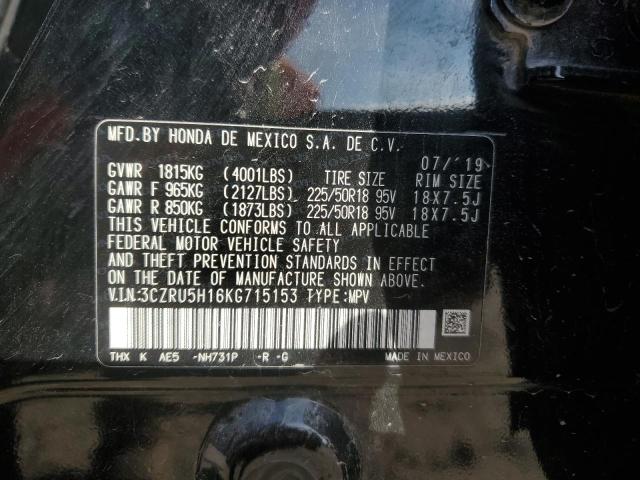 MFD.BY HONDA DE MEXICO S.A. DE C.V.
07/'19
GVWR 1815KG (4001LBS) TIRE SIZE RIM SIZE
GAWR F 965KG (2127LBS) 225/50R18 95V 18X7.5J
GAWR R 850KG (1873LBS) 225/50R18 95V 18X7.5J
THIS VEHICLE CONFORMS TO ALL APPLICABLE
FEDERAL MOTOR VEHICLE SAFETY
AND THEFT PREVENTION STANDARDS IN EFFECT
ON THE DATE OF MANUFACTURE SHOWN ABOVE.
V.I.N:3CZRU5H16KG715153 TYPE:MPV
THX K AE5 -NH731P -R -G MADE IN MEXICO